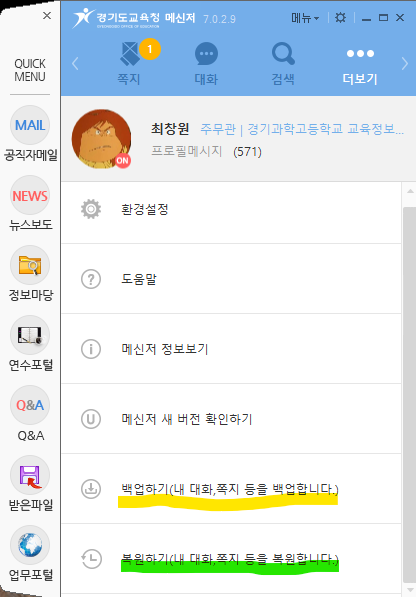 QUICK
MENU
MAIL
공직자메일
NEWS
뉴스보도
정보마당
연수포털
Q&A
Q&A
받은파일
업무포털
경기도교육청 메신저 7.0.2.9
메뉴
1
쪽지
대화
검색
더보기
최창원 주무관 | 경기과학고등학교 교육정보...
프로필메시지 (571)
ON
환경설정
도움말
메신저 정보보기
메신저 새 버전 확인하기
백업하기(내 대화,쪽지 등을 백업합니다.)
복원하기(내 대화,쪽지 등을 복원합니다.)